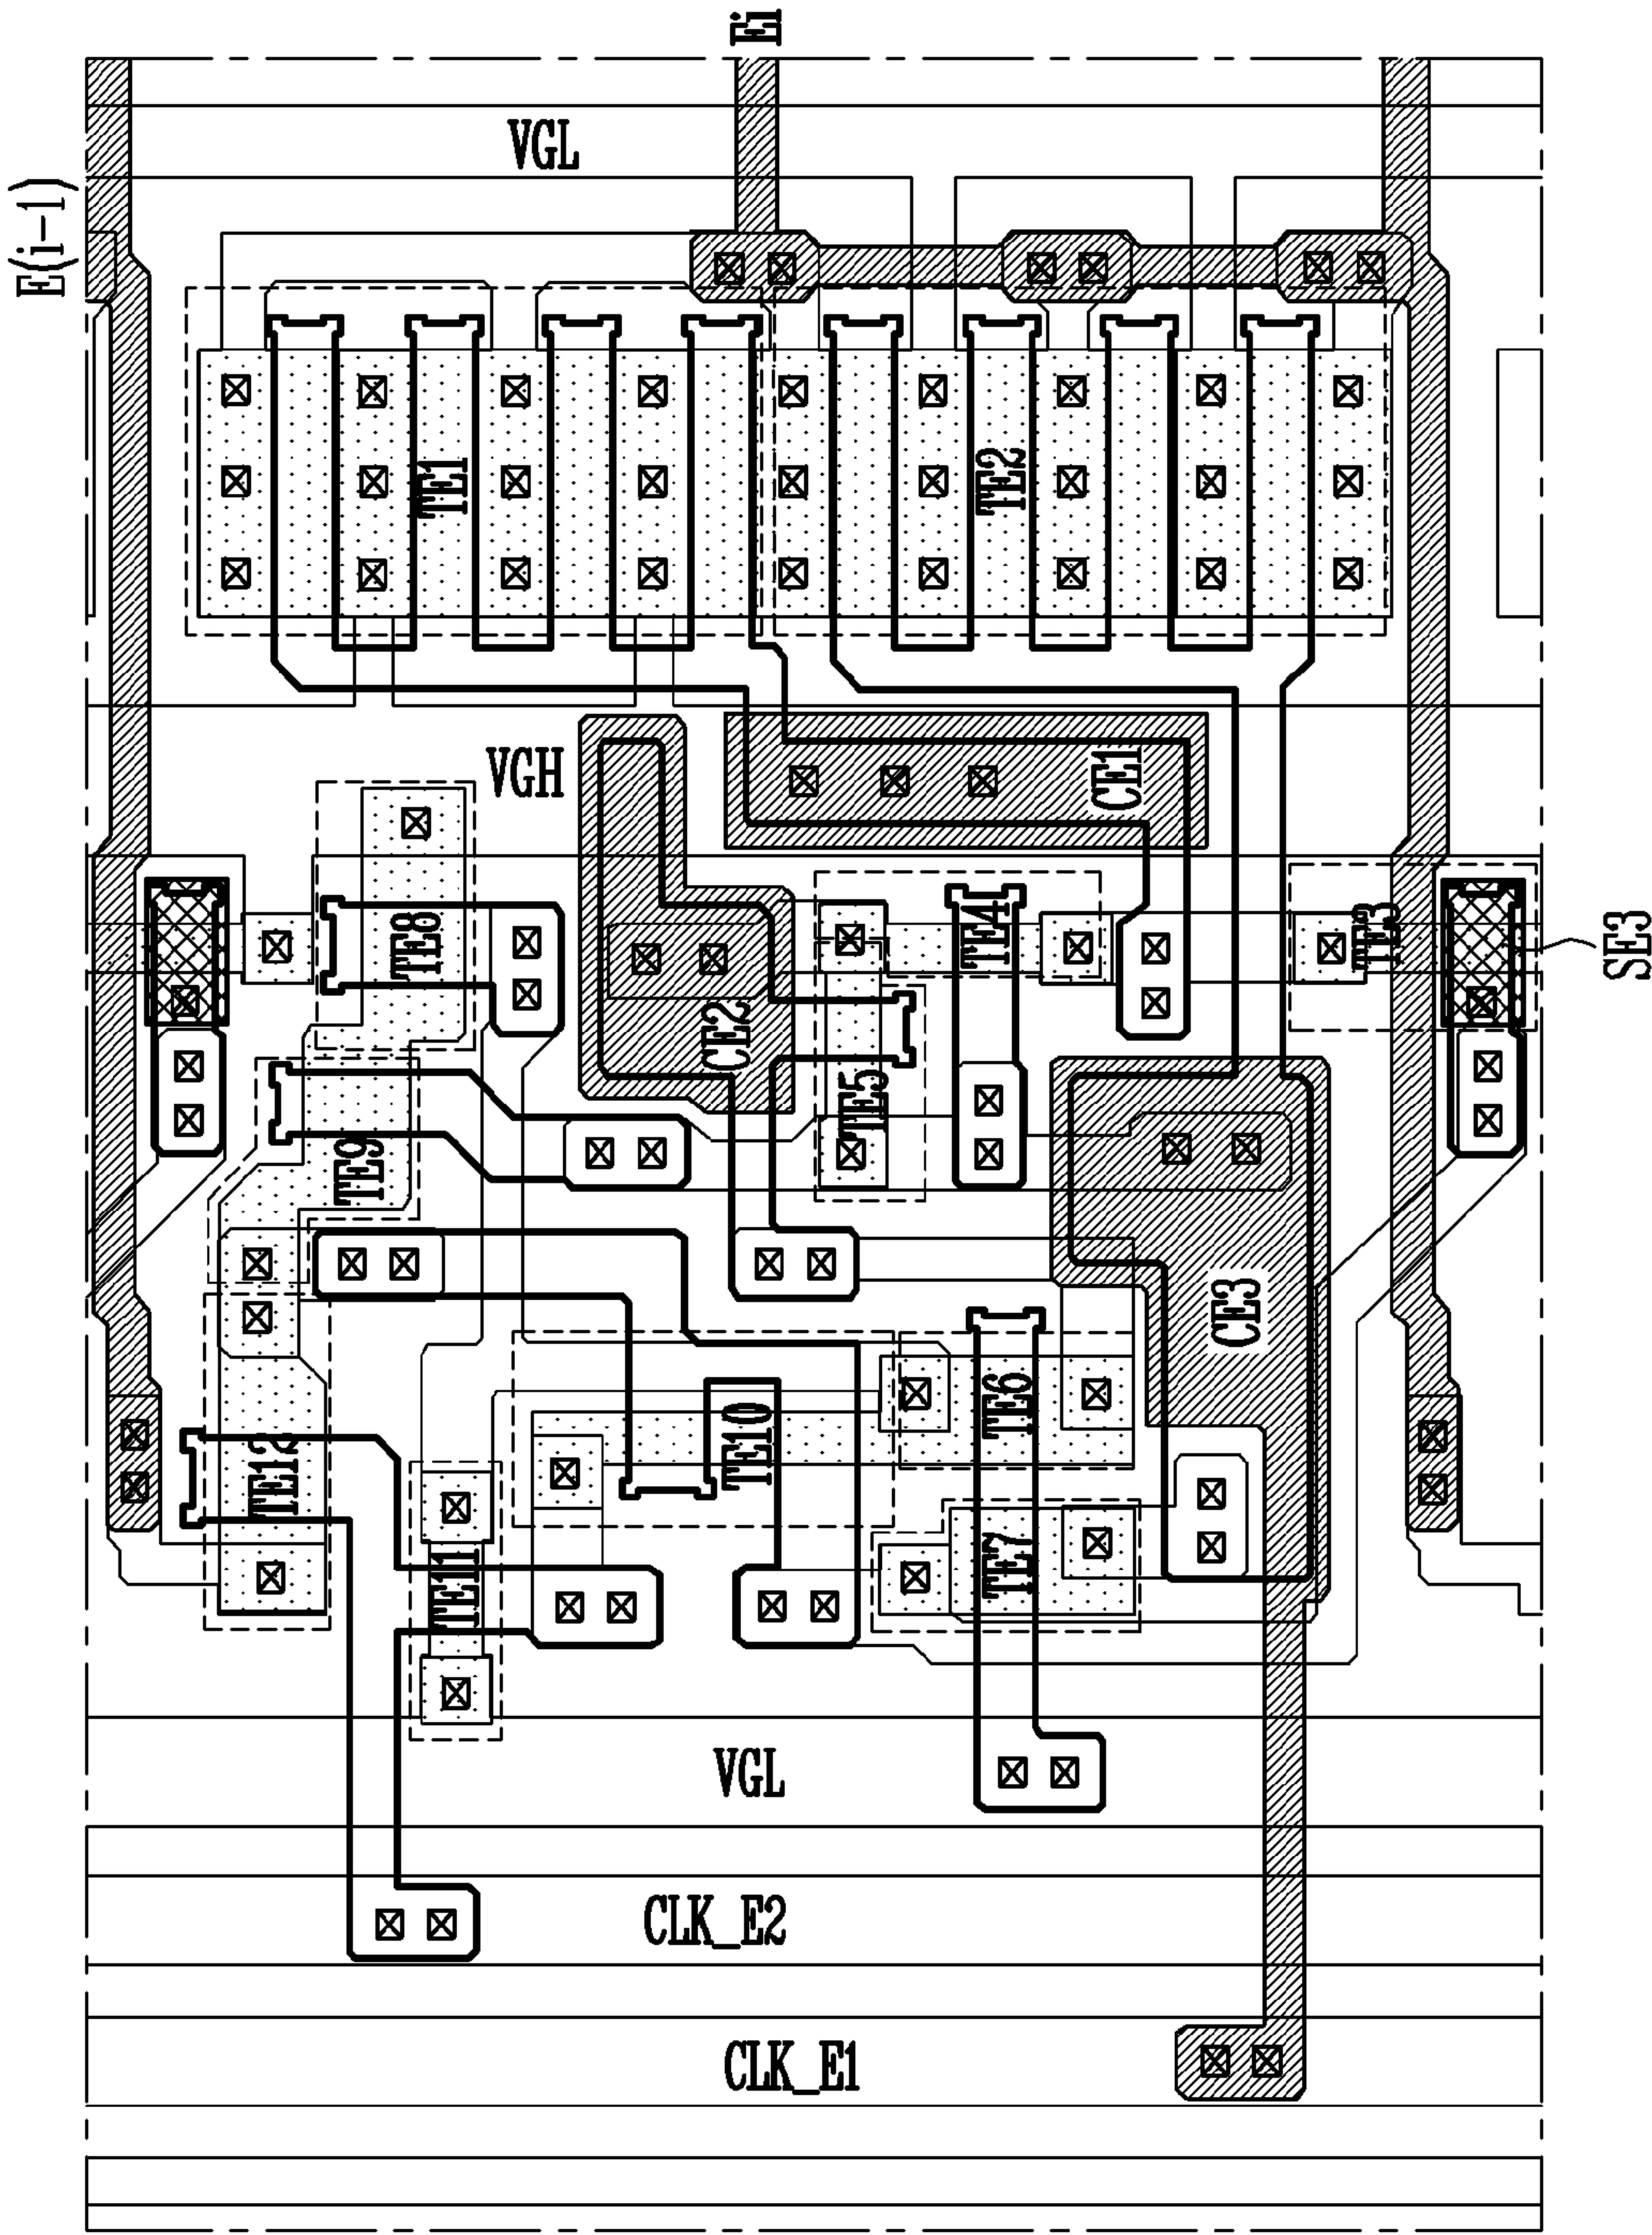 Ei
VGL
E(i-1)
TE1
TE2
VGH
CE1
TE8
TE4
TE3
SE3
CE2
TE5
TE9
CE3
TE6
TE10
TE12
TE7
TE11
VGL
CLK_E2
CLK_E1